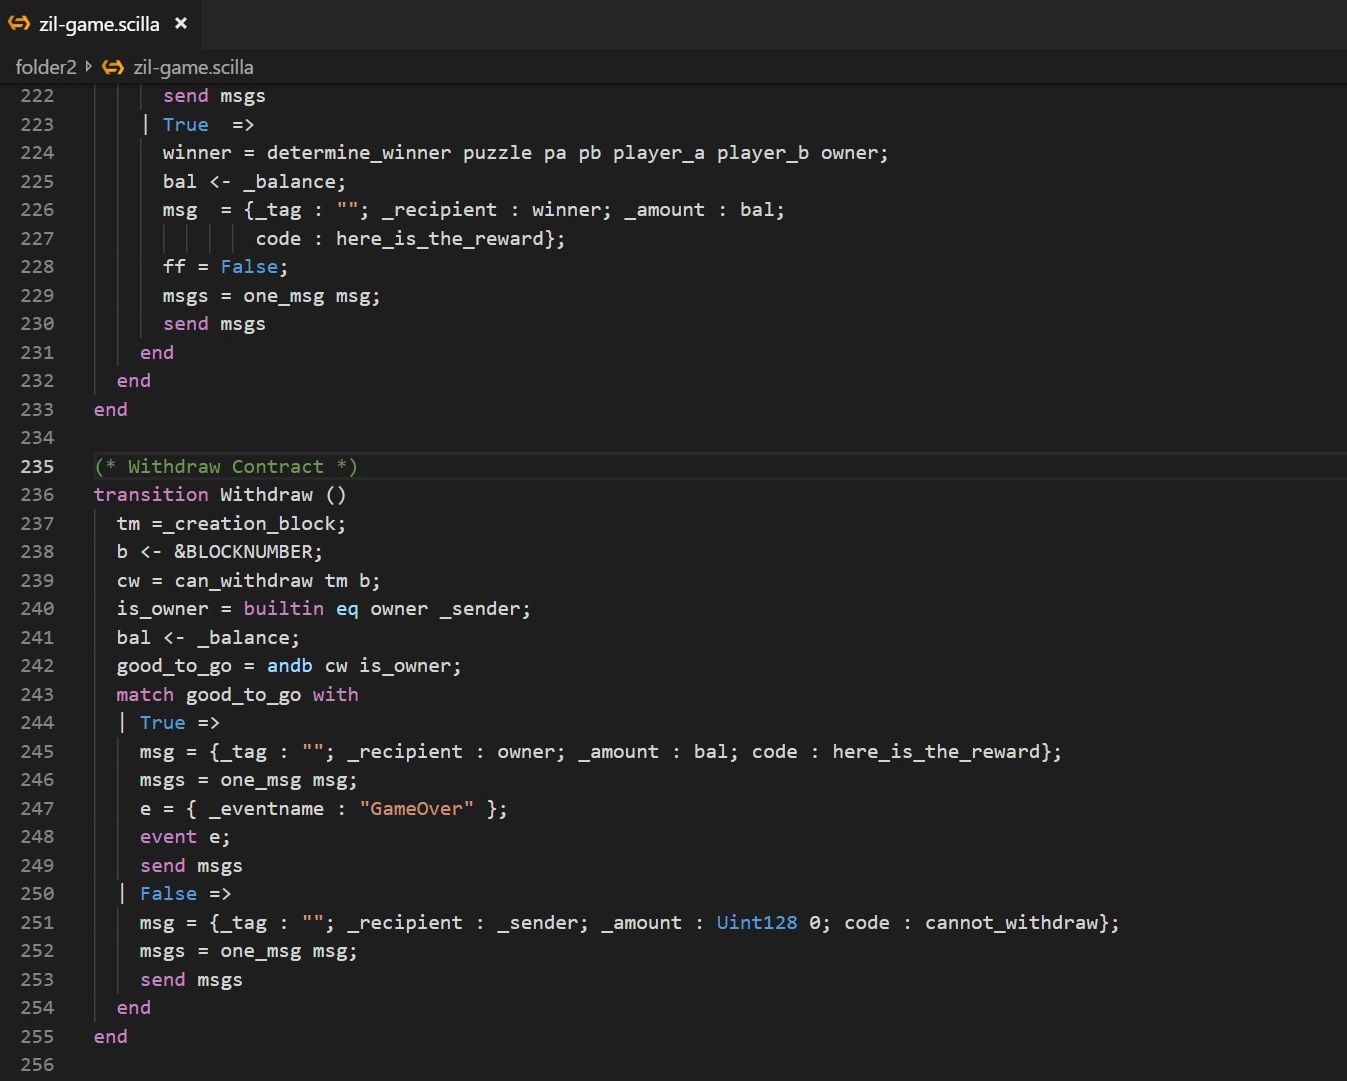 zil-game.scilla ×
folder2 zil-game.scilla
222 send msgs
223 | True =>
224 winner = determine_winner puzzle pa pb player_a player_b owner;
225 bal <- _balance;
226 msg = {_tag : ""; _recipient : winner; _amount : bal;
227 code : here_is_the_reward};
228 ff = False;
229 msgs = one_msg msg;
230 send msgs
231 end
232 end
233 end
234
235 (* Withdraw Contract *)
236 transition Withdraw ()
237 tm =_creation_block;
238 b <- &BLOCKNUMBER;
239 cw = can_withdraw tm b;
240 is_owner = builtin eq owner _sender;
241 bal <- _balance;
242 good_to_go = andb cw is_owner;
243 match good_to_go with
244 | True =>
245 msg = {_tag : ""; _recipient : owner; _amount : bal; code : here_is_the_reward};
246 msgs = one_msg msg;
247 e = { _eventname : "GameOver" };
248 event e;
249 send msgs
250 | False =>
251 msg = {_tag : ""; _recipient : _sender; _amount : Uint128 0; code : cannot_withdraw};
252 msgs = one_msg msg;
253 send msgs
254 end
255 end
256